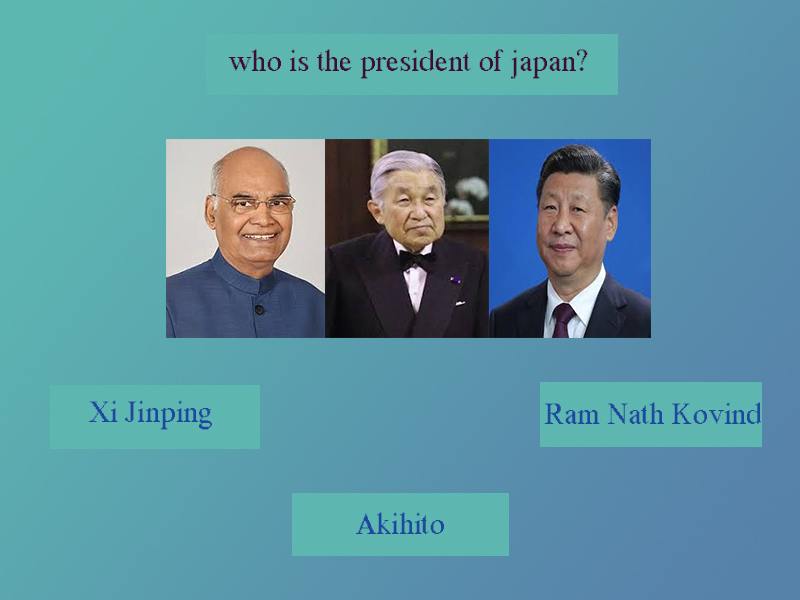 who is the president of japan?
Xi Jinping
Ram Nath Kovind
Akihito